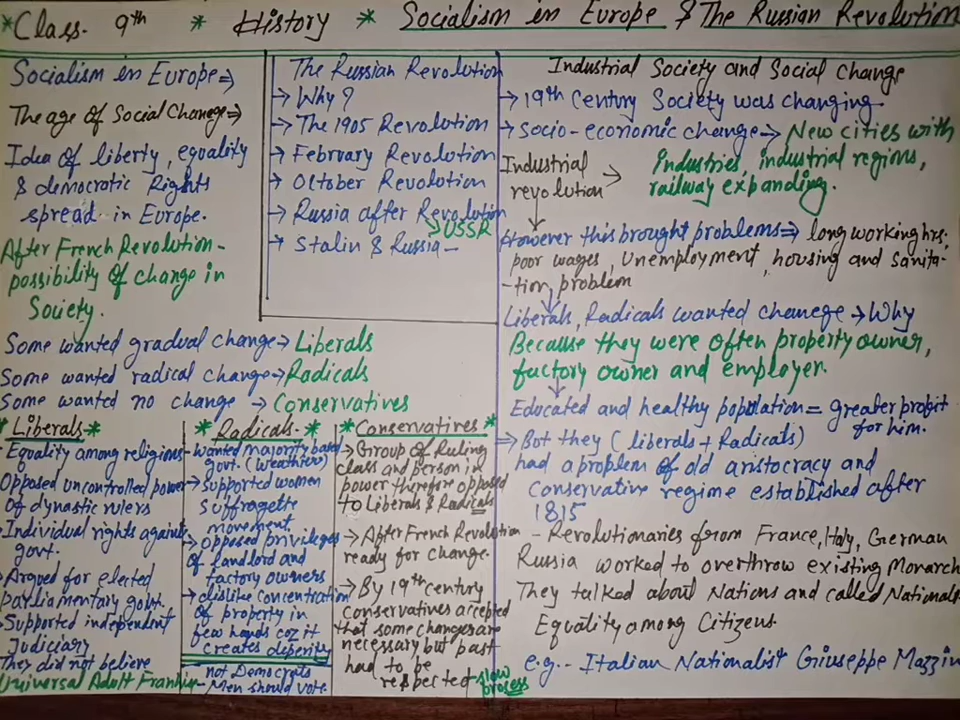 *Class- 9th * History * Socialism in Europe & The Russian Revolution
Socialism in Europe⇒
The age of Social Change⇒
Idea of liberty, equality
& democratic Rights
spread in Europe.
After French Revolution-
possibility of change in
Society.
Some wanted gradual change→ Liberals
Some wanted radical change→Radicals
Some wanted no change → Conservatives
The Russian Revolution
→ Why?
→ The 1905 Revolution
→ February Revolution
→ October Revolution
→ Russia after Revolution
→ USSR
→ Stalin & Russia-
*Liberals*
-Equality among religions
Opposed uncontrolled power
of dynastic rulers
-Individual rights against
govt.
-Argued for elected
parliamentary govt.
-Supported independent
Judiciary
They did not believe
Universal Adult Franchise
*Radicals-*
-wanted majority based
govt.
→Supported women
suffragette
movement.
→opposed privileges
of landlord and
factory owners
→dislike concentration
of property in
few hands coz it
creates
not Democrats
-Men should vote.
*Conservatives*
→Group of Ruling
class and person in
power therefore opposed
to Liberals & Radicals
→After French Revolution
ready for change.
→By 19th century
conservatives accepted
that some changes are
necessary but past
had to be
respected slow
prosess
Industrial Society and Social Change
→19th Century Society was changing.
→Socio-economic change→ New cities with
Industries, industrial regions,
railway expanding.
Industrial
revolution →
However this brought problems⇒ long working hrs,
poor wages, Unemployment, housing and sanita-
-tion problem
Liberals, Radicals wanted change →Why
Because they were often property owner,
factory owner and employer.
Educated and healthy population = greater profit
for him.
→But they (liberals + Radicals)
had a problem of old aristocracy and
Conservative regime established after
1815
- Revolutionaries from France, Italy, German
Russia worked to overthrow existing Monarch
They talked about Nations and called Nationals
Equality among Citizens.
e.g.- Italian Nationalist Giuseppe Mazzin